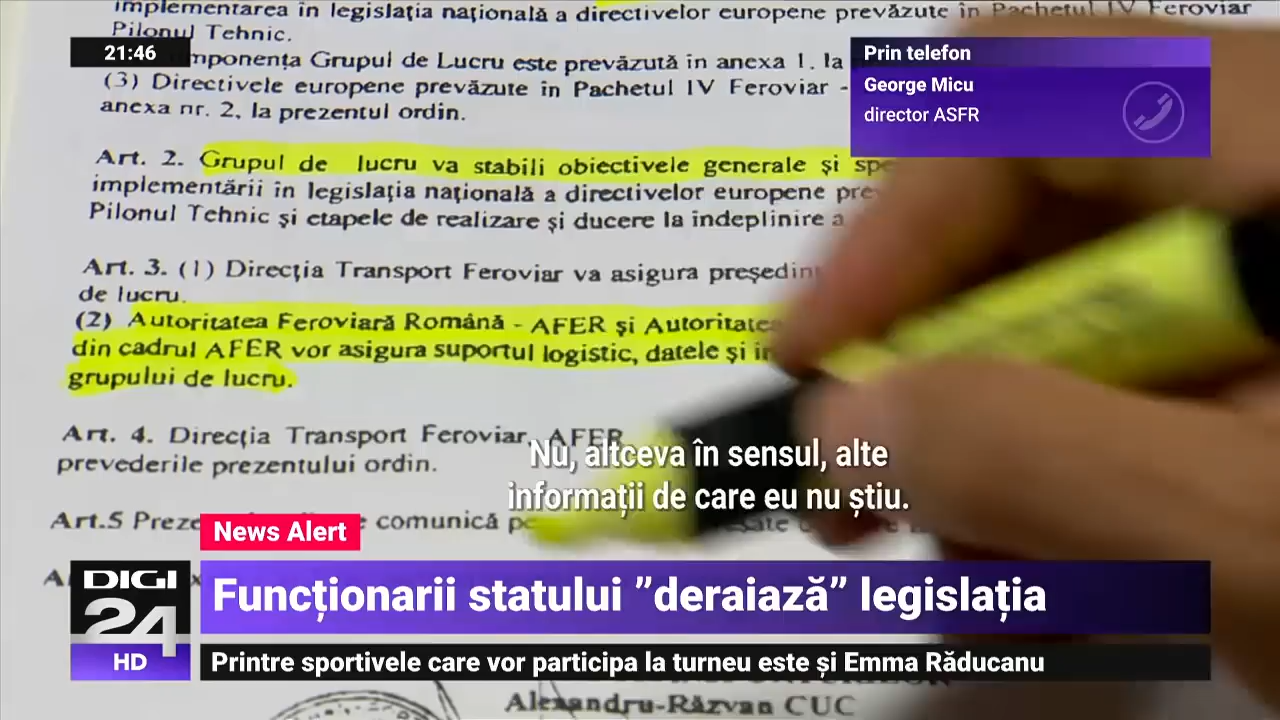 implementarea în legislația națională a directivelor europene prevăzute în Pachetul IV Feroviar
Pilonul Tehnic.
21:46
Grupul de Lucru este prevăzută în anexa 1, la
(3) Directivele europene prevăzute în Pachetul IV Feroviar -
anexa nr. 2, la prezentul ordin.
Prin telefon
George Micu
director ASFR
Art. 2. Grupul de lucru va stabili obiectivele generale și
implementării în legislația națională a directivelor europene
Pilonul Tehnic și etapele de realizare și ducere la îndeplinire a
Art. 3. (1) Direcția Transport Feroviar va asigura
de lucru.
(2) Autoritatea Feroviară Română - AFER și Autoritatea
din cadrul AFER vor asigura suportul logistic, datele și
grupului de lucru.
Art. 4. Direcția Transport Feroviar, AFER
prevederile prezentului ordin.
Nu, altceva în sensul, alte
informații de care eu nu știu.
Art.5 comunică
News Alert
DIGI
24
HD
Funcționarii statului ”deraiază” legislația
Printre sportivele care vor participa la turneu este și Emma Răducanu
Alexandru-Răzvan CUC